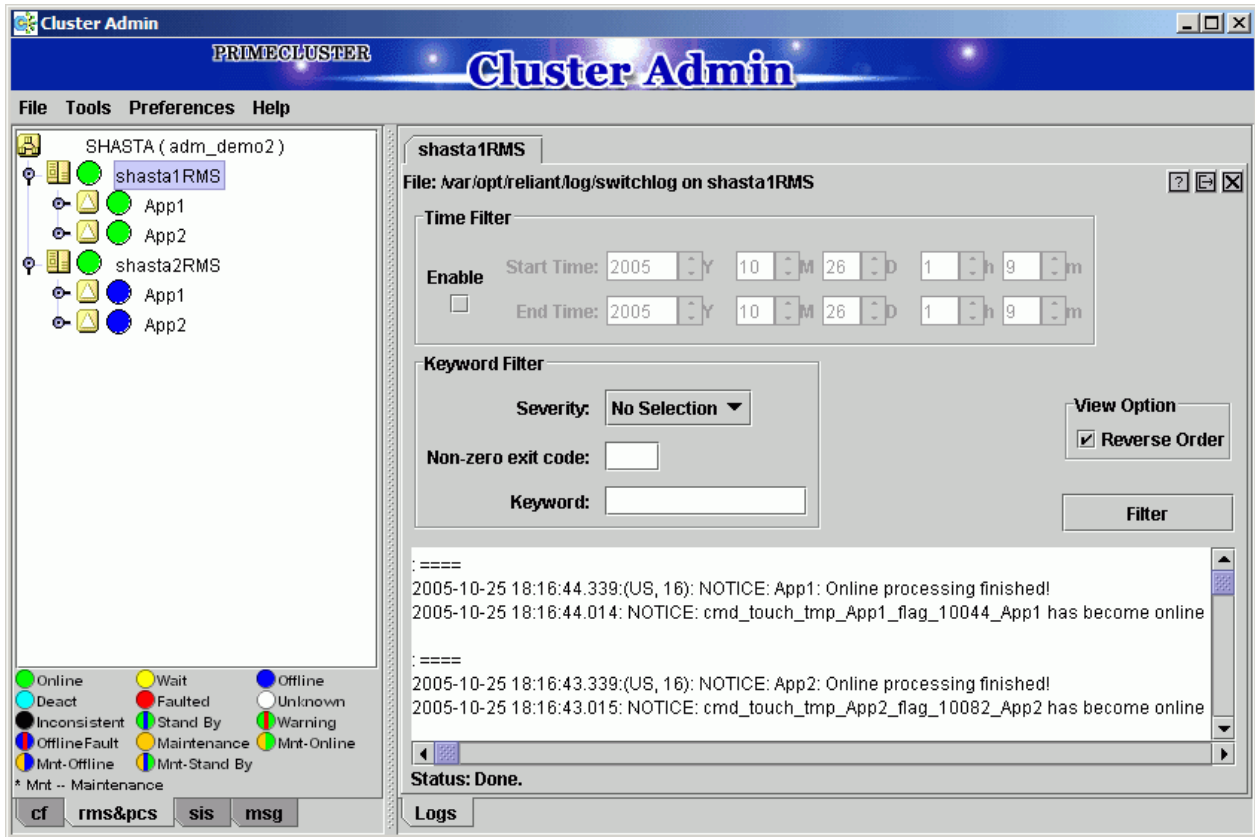 Cluster Admin
PRIMECLUSTER
Cluster Admin
File Tools Preferences Help
SHASTA ( adm_demo2 )
shasta1RMS
App1
App2
shasta2RMS
App1
App2
Online Wait Offline
Deact Faulted Unknown
Inconsistent Stand By Warning
OfflineFault Maintenance Mnt-Online
Mnt-Offline Mnt-Stand By
* Mnt -- Maintenance
cf rms&pcs sis msg
shasta1RMS
File: /var/opt/reliant/log/switchlog on shasta1RMS
?
Time Filter
Enable
Start Time: 2005 Y 10 M 26 D 1 h 9 m
End Time: 2005 Y 10 M 26 D 1 h 9 m
Keyword Filter
Severity: No Selection
Non-zero exit code:
Keyword:
View Option
Reverse Order
Filter
: ====
2005-10-25 18:16:44.339:(US, 16): NOTICE: App1: Online processing finished!
2005-10-25 18:16:44.014: NOTICE: cmd_touch_tmp_App1_flag_10044_App1 has become online
: ====
2005-10-25 18:16:43.339:(US, 16): NOTICE: App2: Online processing finished!
2005-10-25 18:16:43.015: NOTICE: cmd_touch_tmp_App2_flag_10082_App2 has become online
Status: Done.
Logs